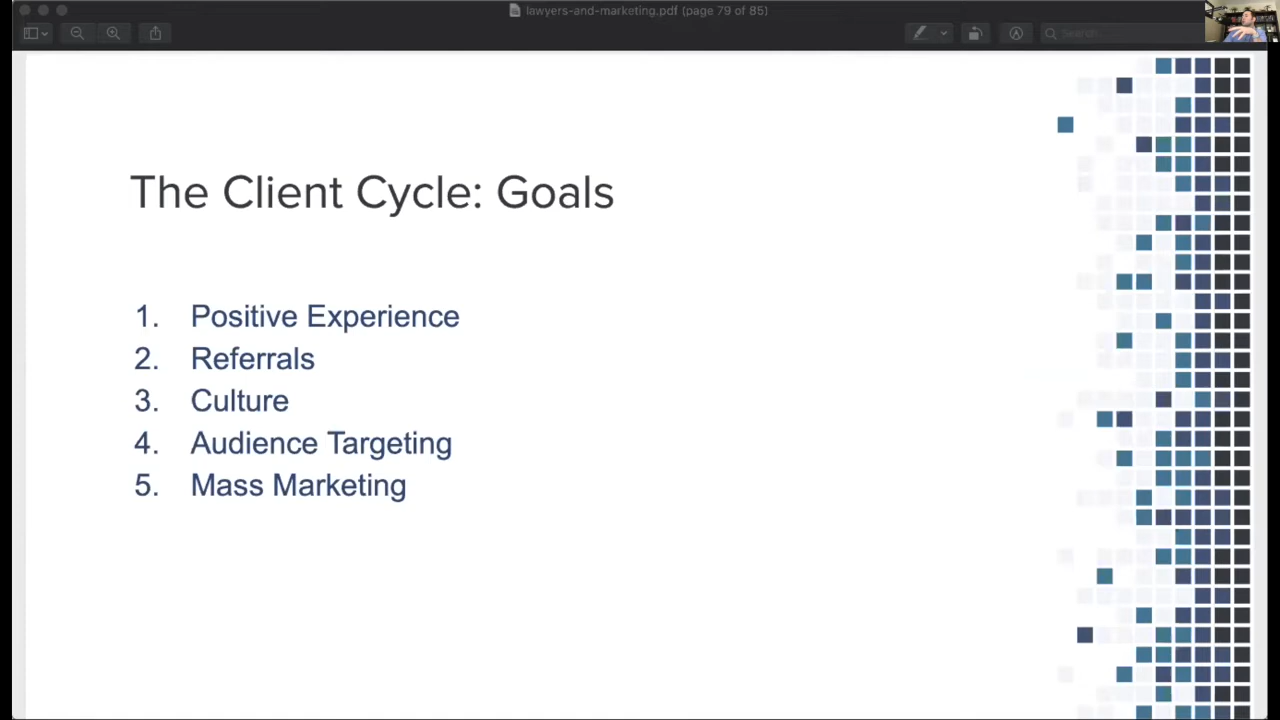 lawyers-and-marketing.pdf (page 79 of 85)
Search
The Client Cycle: Goals
1. Positive Experience
2. Referrals
3. Culture
4. Audience Targeting
5. Mass Marketing